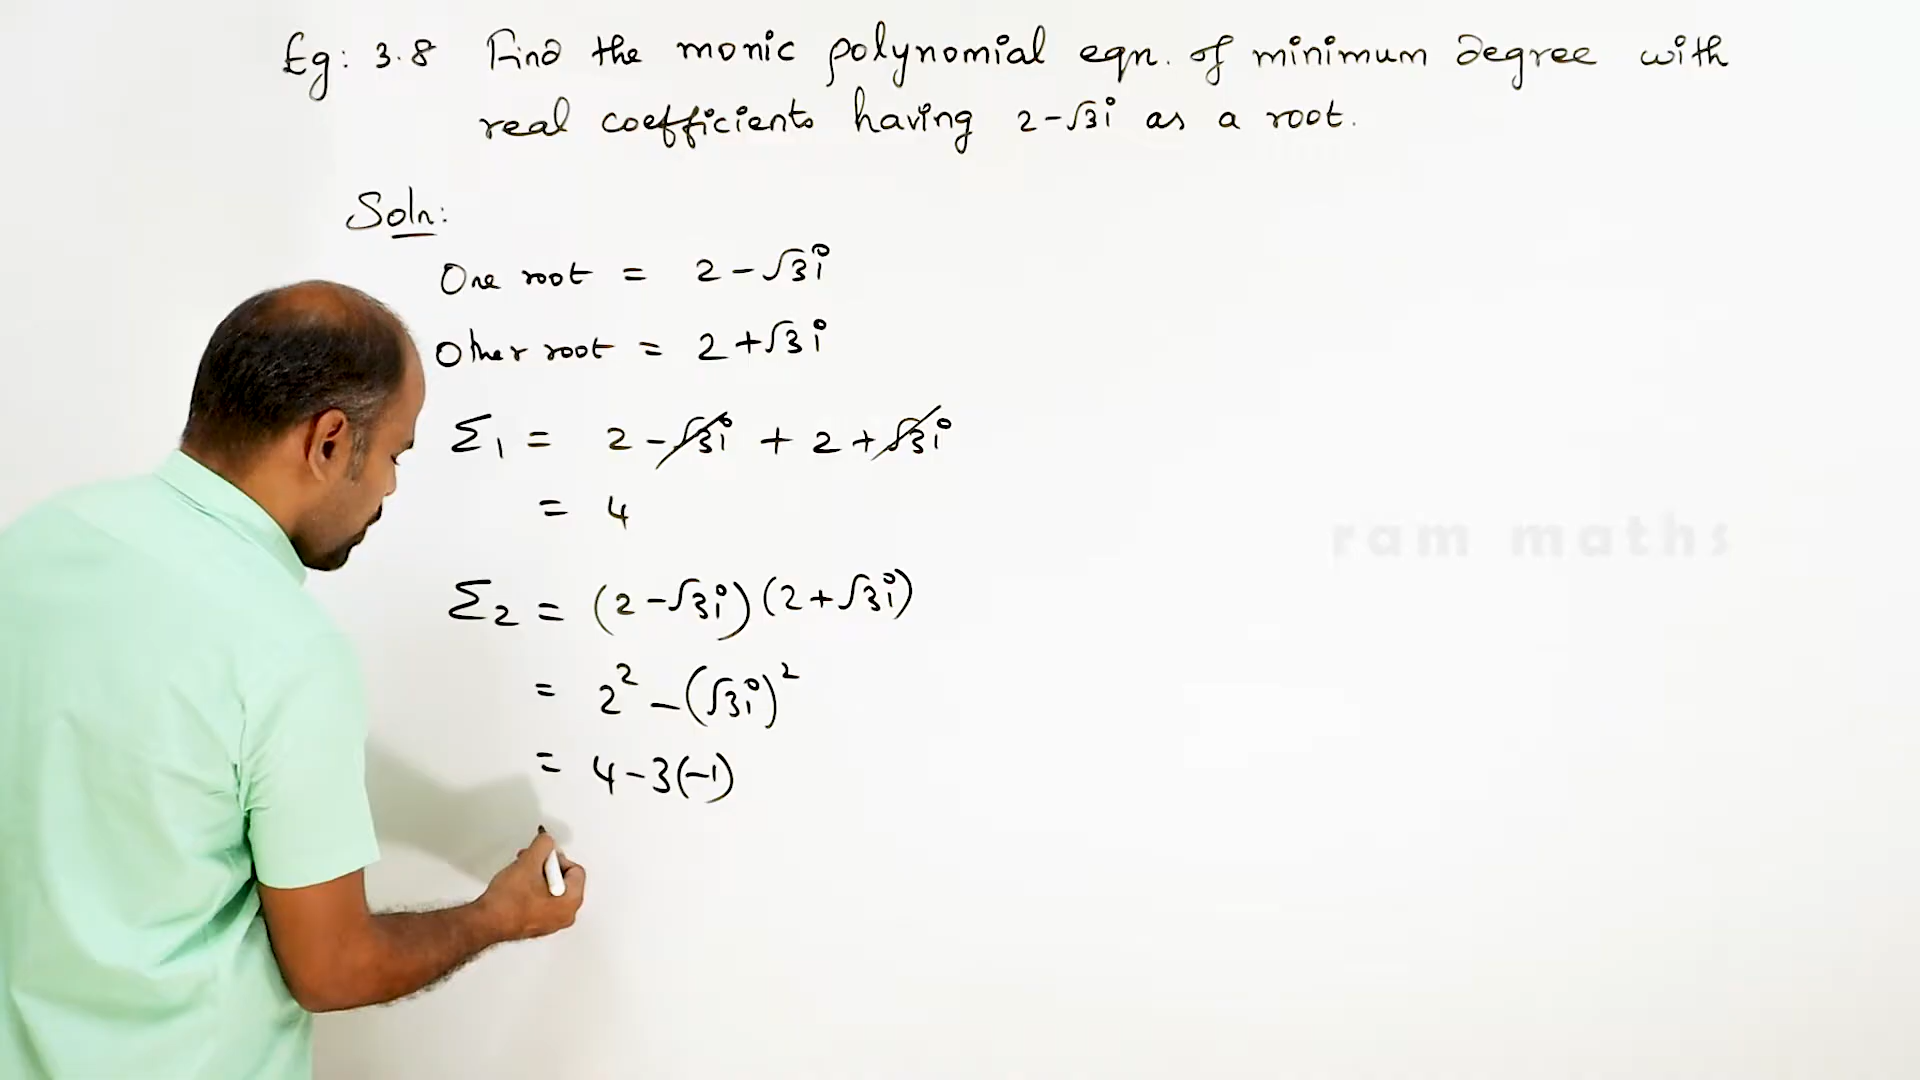 Eg: 3.8 Find the monic polynomial eqn. of minimum degree with
real coefficients having 2-√3i as a root.
Soln:
One root = 2-√3i
Other root = 2+√3i
Σ₁ = 2-√3i + 2+√3i
= 4
ram maths
Σ₂ = (2-√3i)(2+√3i)
= 2² - (√3i)²
= 4-3(-1)